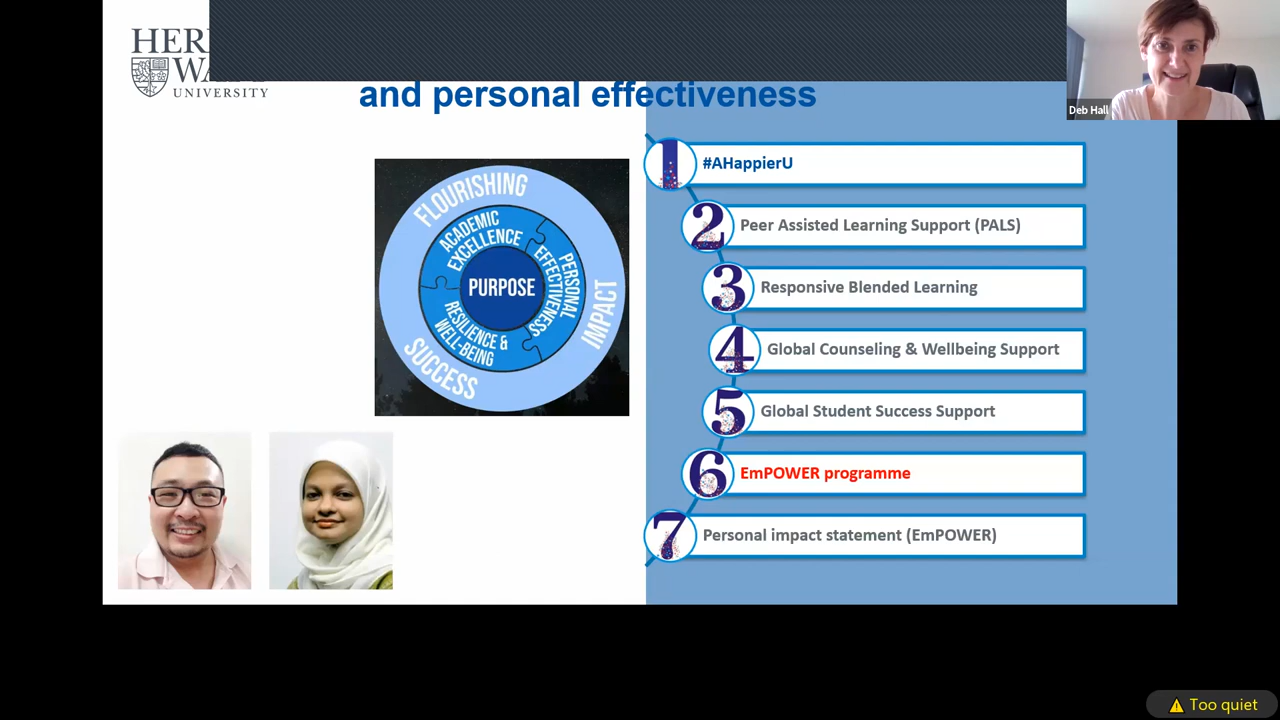 UNIVERSITY
and personal effectiveness
Deb Hall
FLOURISHING
ACADEMIC
EXCELLENCE
PERSONAL
EFFECTIVENESS
PURPOSE
IMPACT
RESILIENCE &
WELL-BEING
SUCCESS
1 #AHappierU
2 Peer Assisted Learning Support (PALS)
3 Responsive Blended Learning
4 Global Counseling & Wellbeing Support
5 Global Student Success Support
6 EmPOWER programme
7 Personal impact statement (EmPOWER)
Too quiet